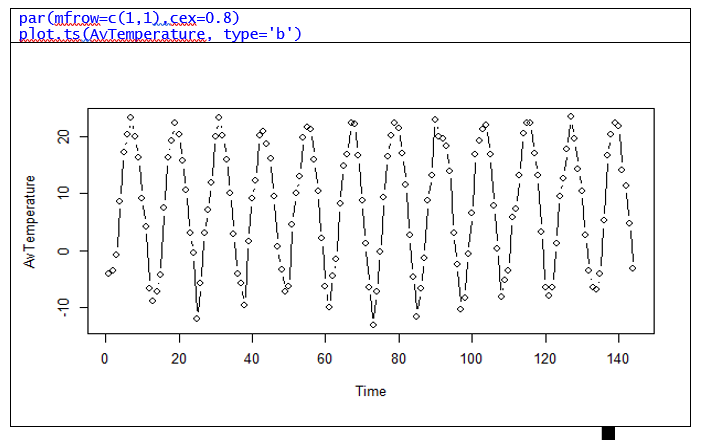 par(mfrow=c(1,1),cex=0.8)
plot.ts(AvTemperature, type='b')
20
10
0
-10
AvTemperature
0 20 40 60 80 100 120 140
Time